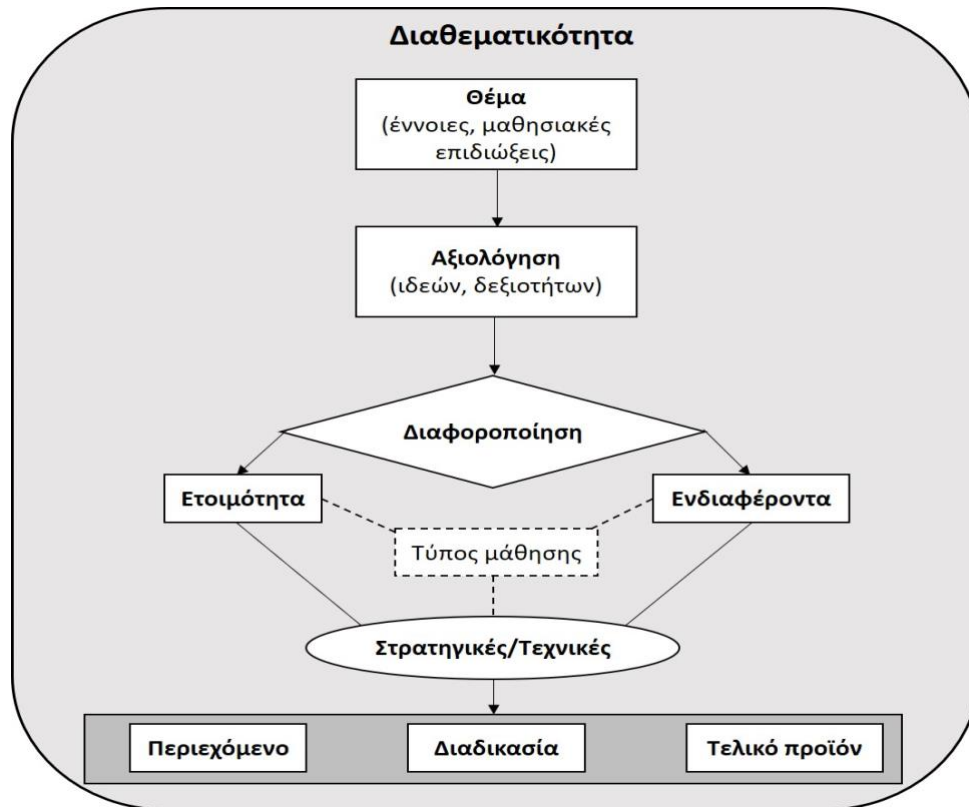 Διαθεματικότητα
Θέμα
(έννοιες, μαθησιακές
επιδιώξεις)
Αξιολόγηση
(ιδεών, δεξιοτήτων)
Διαφοροποίηση
Ετοιμότητα
Ενδιαφέροντα
Τύπος μάθησης
Στρατηγικές/Τεχνικές
Περιεχόμενο
Διαδικασία
Τελικό προϊόν